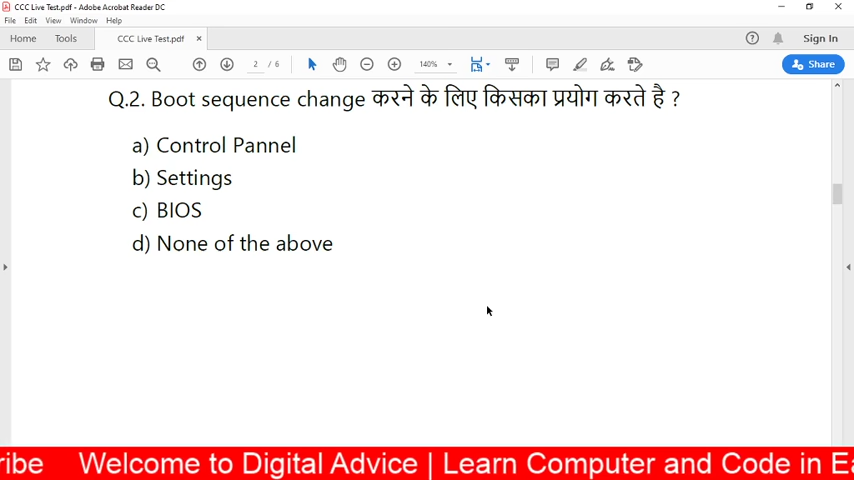 CCC Live Test.pdf - Adobe Acrobat Reader DC
File Edit View Window Help
Home Tools CCC Live Test.pdf × Sign In
2 / 6 140% Share
Q.2. Boot sequence change करने के लिए किसका प्रयोग करते है ?
a) Control Pannel
b) Settings
c) BIOS
d) None of the above
ribe Welcome to Digital Advice | Learn Computer and Code in Ea